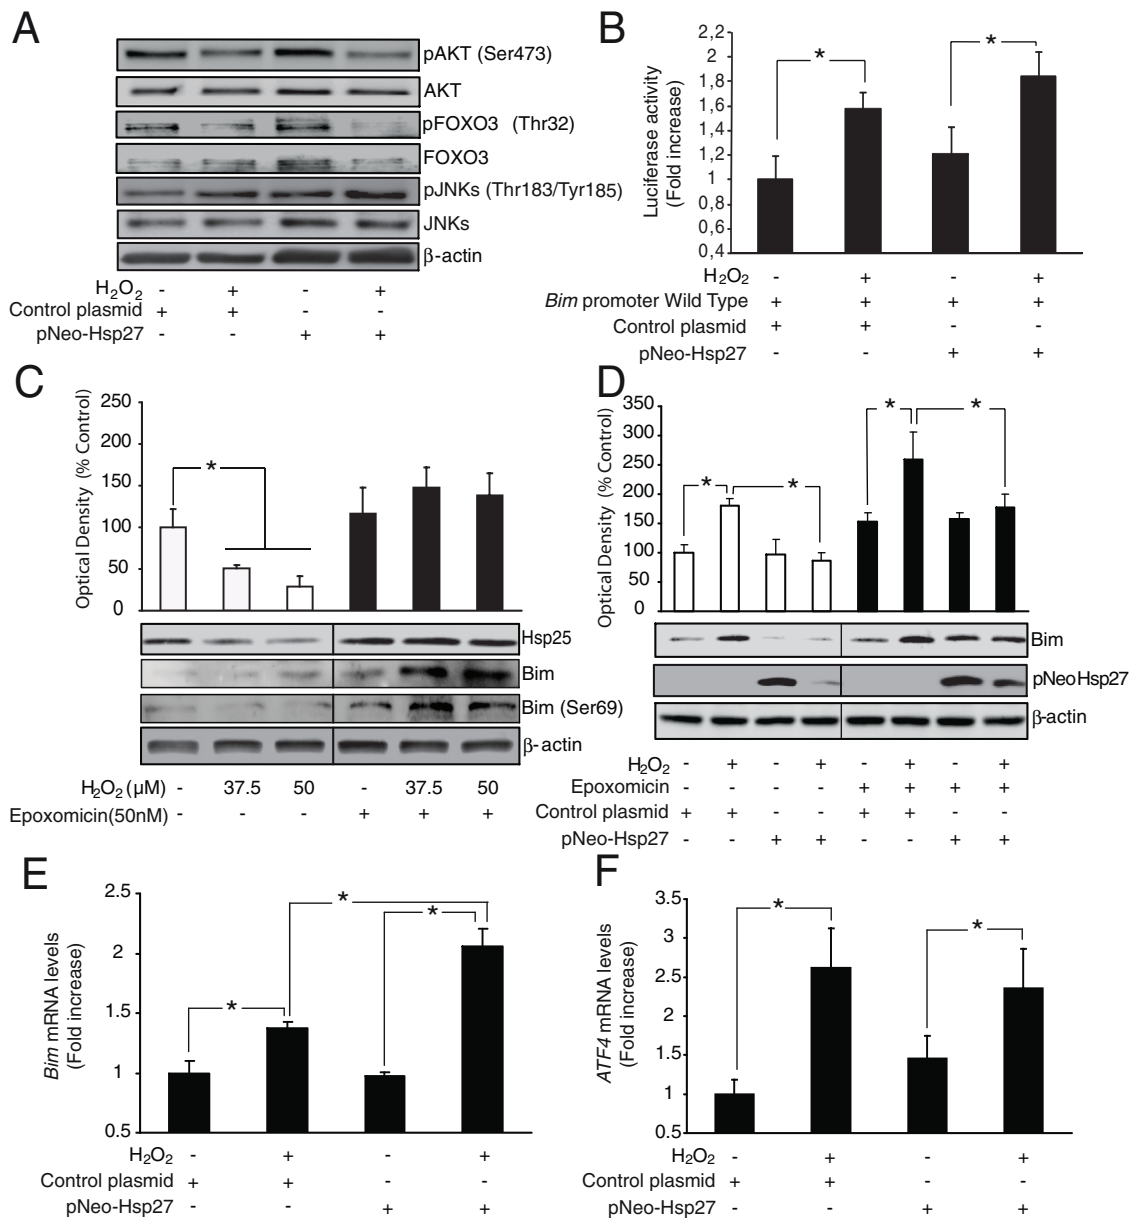 A
pAKT (Ser473)
AKT
pFOXO3 (Thr32)
FOXO3
pJNKs (Thr183/Tyr185)
JNKs
β-actin
H₂O₂ - + - +
Control plasmid + + - -
pNeo-Hsp27 - - + +
B
Luciferase activity
(Fold increase)
2,2
2
1,8
1,6
1,4
1,2
1
0,8
0,6
0,4
* *
H₂O₂ - + - +
Bim promoter Wild Type + + + +
Control plasmid + + - -
pNeo-Hsp27 - - + +
C
Optical Density (% Control)
250
200
150
100
50
0
*
Hsp25
Bim
Bim (Ser69)
β-actin
H₂O₂ (µM) - 37.5 50 - 37.5 50
Epoxomicin(50nM) - - - + + +
D
Optical Density (% Control)
350
300
250
200
150
100
50
0
* * * *
Bim
pNeoHsp27
β-actin
H₂O₂ - + - + - + - +
Epoxomicin - - - - + + + +
Control plasmid + + - - + + - -
pNeo-Hsp27 - - + + - - + +
E
Bim mRNA levels
(Fold increase)
2.5
2
1.5
1
0.5
* * *
H₂O₂ - + - +
Control plasmid + + - -
pNeo-Hsp27 - - + +
F
ATF4 mRNA levels
(Fold increase)
3.5
3
2.5
2
1.5
1
0.5
* *
H₂O₂ - + - +
Control plasmid + + - -
pNeo-Hsp27 - - + +